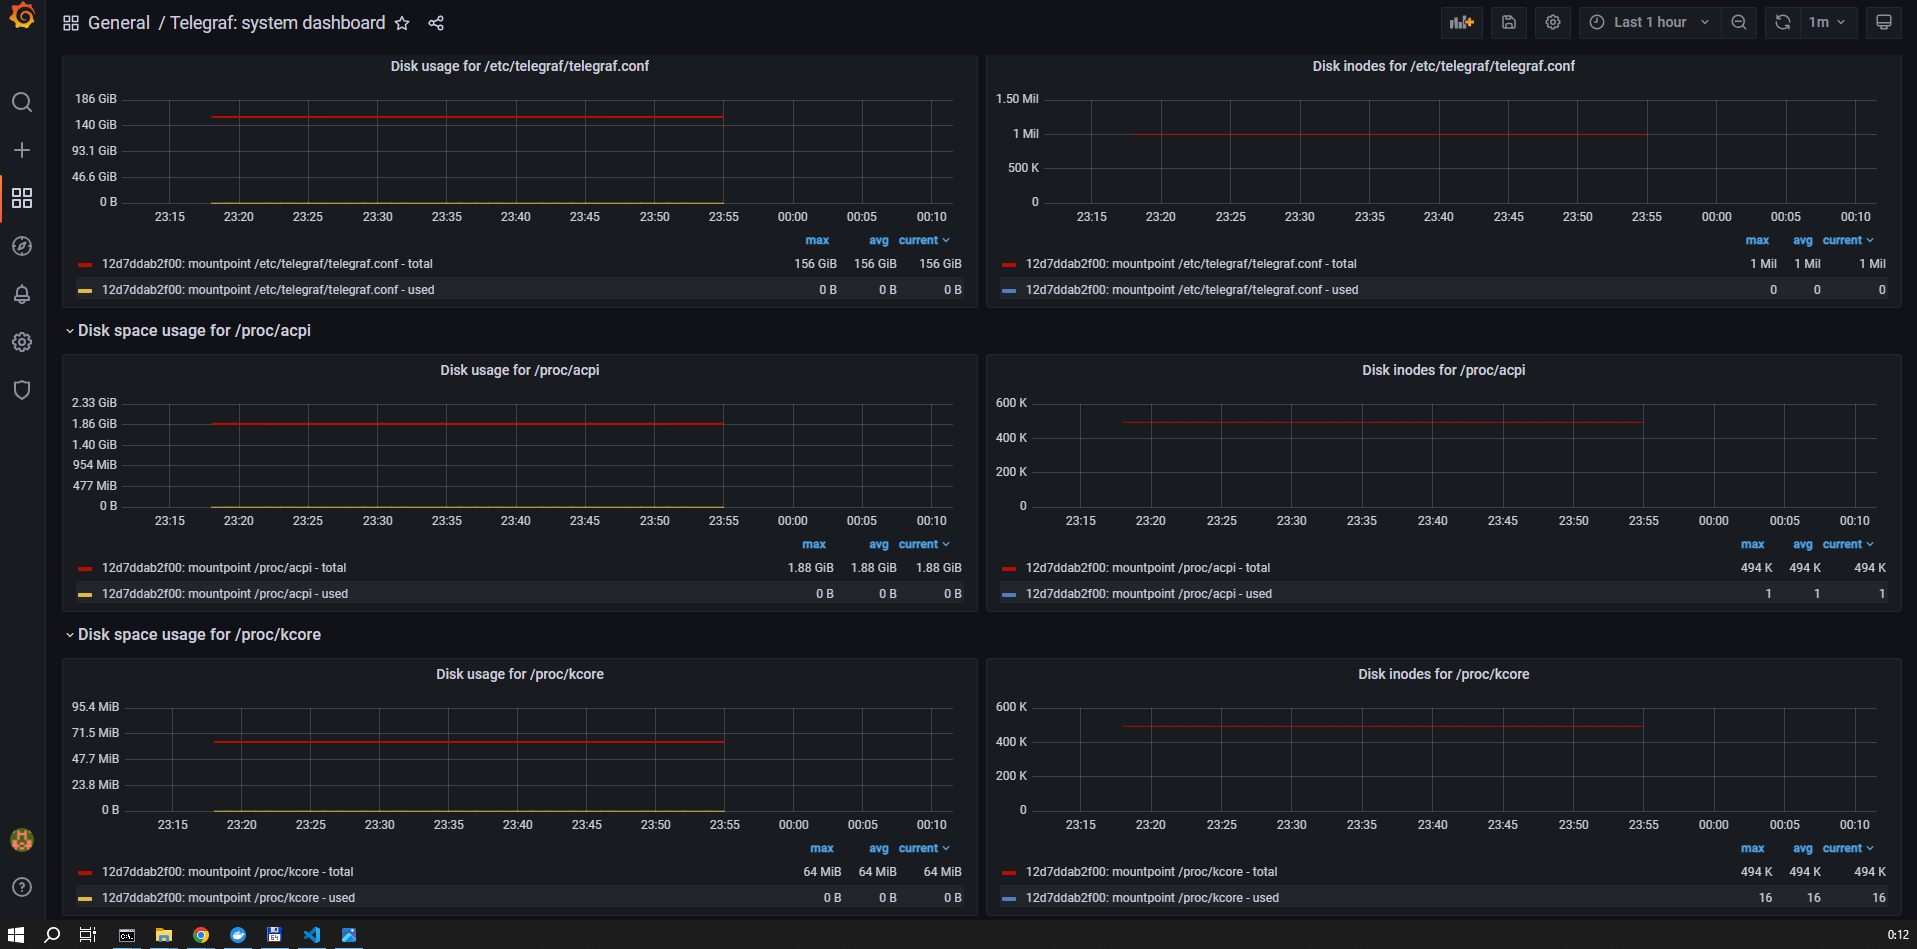 General / Telegraf: system dashboard
Last 1 hour
1m
Disk usage for /etc/telegraf/telegraf.conf
186 GiB
140 GiB
93.1 GiB
46.6 GiB
0 B
23:15 23:20 23:25 23:30 23:35 23:40 23:45 23:50 23:55 00:00 00:05 00:10
max avg current
12d7ddab2f00: mountpoint /etc/telegraf/telegraf.conf - total 156 GiB 156 GiB 156 GiB
12d7ddab2f00: mountpoint /etc/telegraf/telegraf.conf - used 0 B 0 B 0 B
Disk inodes for /etc/telegraf/telegraf.conf
1.50 Mil
1 Mil
500 K
0
23:15 23:20 23:25 23:30 23:35 23:40 23:45 23:50 23:55 00:00 00:05 00:10
max avg current
12d7ddab2f00: mountpoint /etc/telegraf/telegraf.conf - total 1 Mil 1 Mil 1 Mil
12d7ddab2f00: mountpoint /etc/telegraf/telegraf.conf - used 0 0 0
Disk space usage for /proc/acpi
Disk usage for /proc/acpi
2.33 GiB
1.86 GiB
1.40 GiB
954 MiB
477 MiB
0 B
23:15 23:20 23:25 23:30 23:35 23:40 23:45 23:50 23:55 00:00 00:05 00:10
max avg current
12d7ddab2f00: mountpoint /proc/acpi - total 1.88 GiB 1.88 GiB 1.88 GiB
12d7ddab2f00: mountpoint /proc/acpi - used 0 B 0 B 0 B
Disk inodes for /proc/acpi
600 K
400 K
200 K
0
23:15 23:20 23:25 23:30 23:35 23:40 23:45 23:50 23:55 00:00 00:05 00:10
max avg current
12d7ddab2f00: mountpoint /proc/acpi - total 494 K 494 K 494 K
12d7ddab2f00: mountpoint /proc/acpi - used 1 1 1
Disk space usage for /proc/kcore
Disk usage for /proc/kcore
95.4 MiB
71.5 MiB
47.7 MiB
23.8 MiB
0 B
23:15 23:20 23:25 23:30 23:35 23:40 23:45 23:50 23:55 00:00 00:05 00:10
max avg current
12d7ddab2f00: mountpoint /proc/kcore - total 64 MiB 64 MiB 64 MiB
12d7ddab2f00: mountpoint /proc/kcore - used 0 B 0 B 0 B
Disk inodes for /proc/kcore
600 K
400 K
200 K
0
23:15 23:20 23:25 23:30 23:35 23:40 23:45 23:50 23:55 00:00 00:05 00:10
max avg current
12d7ddab2f00: mountpoint /proc/kcore - total 494 K 494 K 494 K
12d7ddab2f00: mountpoint /proc/kcore - used 16 16 16
64
0:12